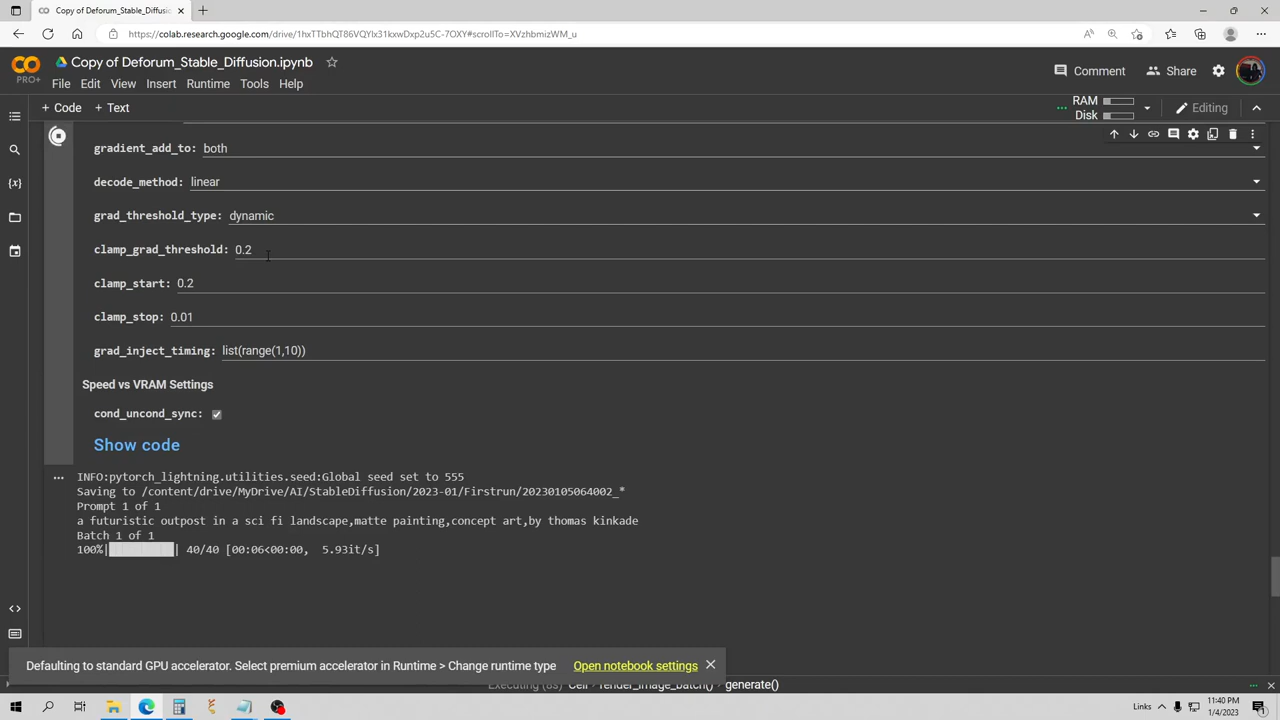 Copy of Deforum_Stable_Diffusion
https://colab.research.google.com/drive/1hxTTbhQT86VQYlx31kxwDxp2uSC-7OXY#scrollTo=XVzhbmizWM_u
Copy of Deforum_Stable_Diffusion.ipynb
PRO+
File Edit View Insert Runtime Tools Help
Comment Share
+ Code + Text
RAM
Disk
Editing
gradient_add_to: both
decode_method: linear
grad_threshold_type: dynamic
clamp_grad_threshold: 0.2
clamp_start: 0.2
clamp_stop: 0.01
grad_inject_timing: list(range(1,10))
Speed vs VRAM Settings
cond_uncond_sync:
Show code
INFO:pytorch_lightning.utilities.seed:Global seed set to 555
Saving to /content/drive/MyDrive/AI/StableDiffusion/2023-01/Firstrun/20230105064002_*
Prompt 1 of 1
a futuristic outpost in a sci fi landscape,matte painting,concept art,by thomas kinkade
Batch 1 of 1
100%| | 40/40 [00:06<00:00, 5.93it/s]
Defaulting to standard GPU accelerator. Select premium accelerator in Runtime > Change runtime type Open notebook settings
Executing (8s) Cell > render_image_batch() > generate()
Links
11:40 PM
1/4/2023